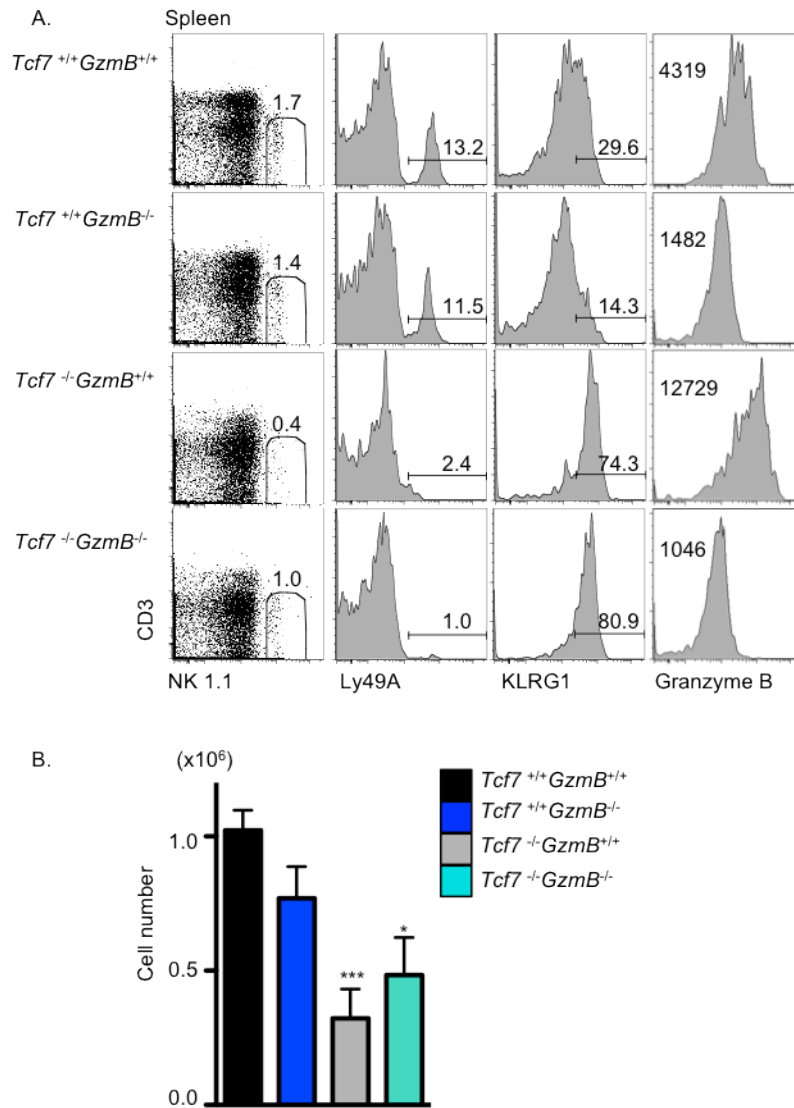 A.
Spleen
Tcf7 +/+GzmB+/+
1.7
13.2
29.6
4319
Tcf7 +/+GzmB-/-
1.4
11.5
14.3
1482
Tcf7 -/-GzmB+/+
0.4
2.4
74.3
12729
Tcf7 -/-GzmB-/-
1.0
1.0
80.9
1046
CD3
NK 1.1
Ly49A
KLRG1
Granzyme B
B.
(x10⁶)
Cell number
1.0
0.5
0.0
***
*
Tcf7 +/+GzmB+/+
Tcf7 +/+GzmB-/-
Tcf7 -/-GzmB+/+
Tcf7 -/-GzmB-/-